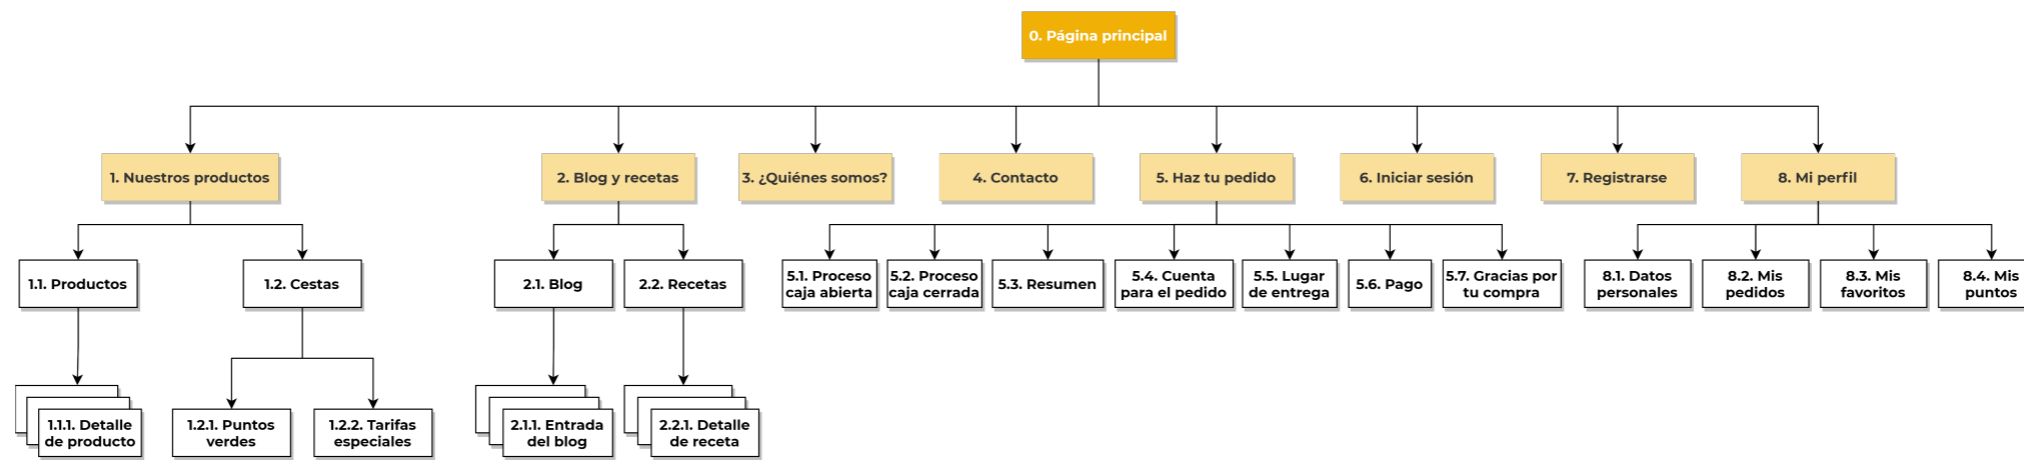 0. Página principal
1. Nuestros productos
2. Blog y recetas
3. ¿Quiénes somos?
4. Contacto
5. Haz tu pedido
6. Iniciar sesión
7. Registrarse
8. Mi perfil
1.1. Productos
1.2. Cestas
2.1. Blog
2.2. Recetas
5.1. Proceso
caja abierta
5.2. Proceso
caja cerrada
5.3. Resumen
5.4. Cuenta
para el pedido
5.5. Lugar
de entrega
5.6. Pago
5.7. Gracias por
tu compra
8.1. Datos
personales
8.2. Mis
pedidos
8.3. Mis
favoritos
8.4. Mis
puntos
1.1.1. Detalle
de producto
1.2.1. Puntos
verdes
1.2.2. Tarifas
especiales
2.1.1. Entrada
del blog
2.2.1. Detalle
de receta